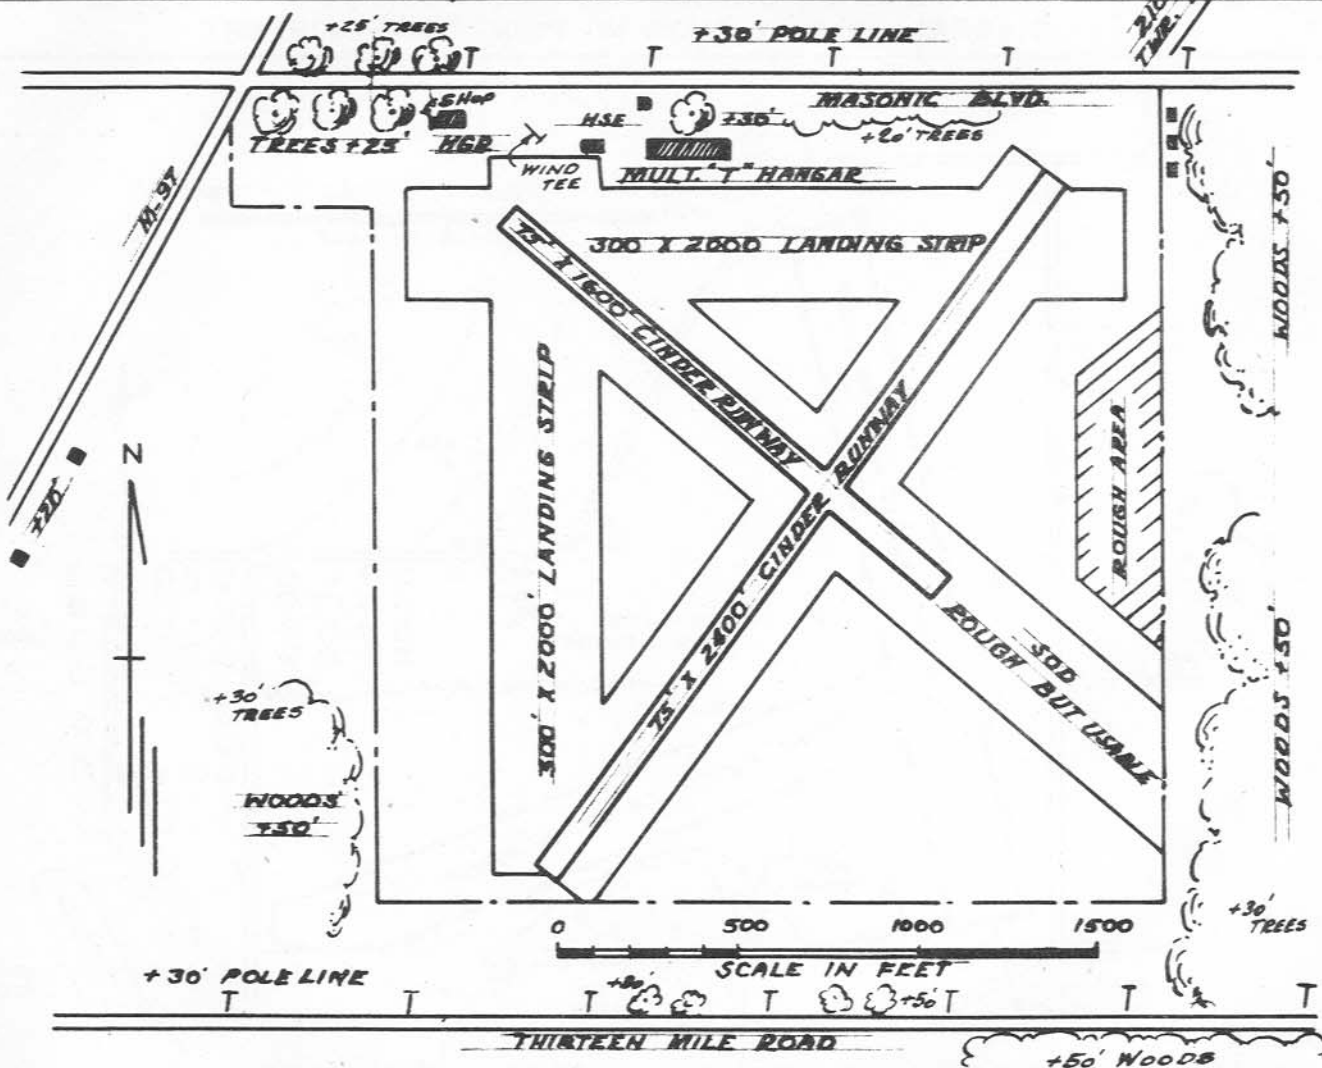 +25' TREES
+30' POLE LINE
210'
TWR.
SHOP
MASONIC BLVD.
HSE
+30'
+20' TREES
TREES +25'
HGR
WIND
TEE
MULT. "T" HANGAR
M-97
WOODS +50'
300 X 2000 LANDING STRIP
75' X 1600' CINDER RUNWAY
300' X 2000' LANDING STRIP
75' X 2400' CINDER RUNWAY
ROUGH AREA
N
+20'
SOD
ROUGH BUT USABLE
WOODS +50'
+30'
TREES
WOODS
+50'
0 500 1000 1500
SCALE IN FEET
+30'
TREES
+30' POLE LINE
+50'
THIRTEEN MILE ROAD
+50' WOODS